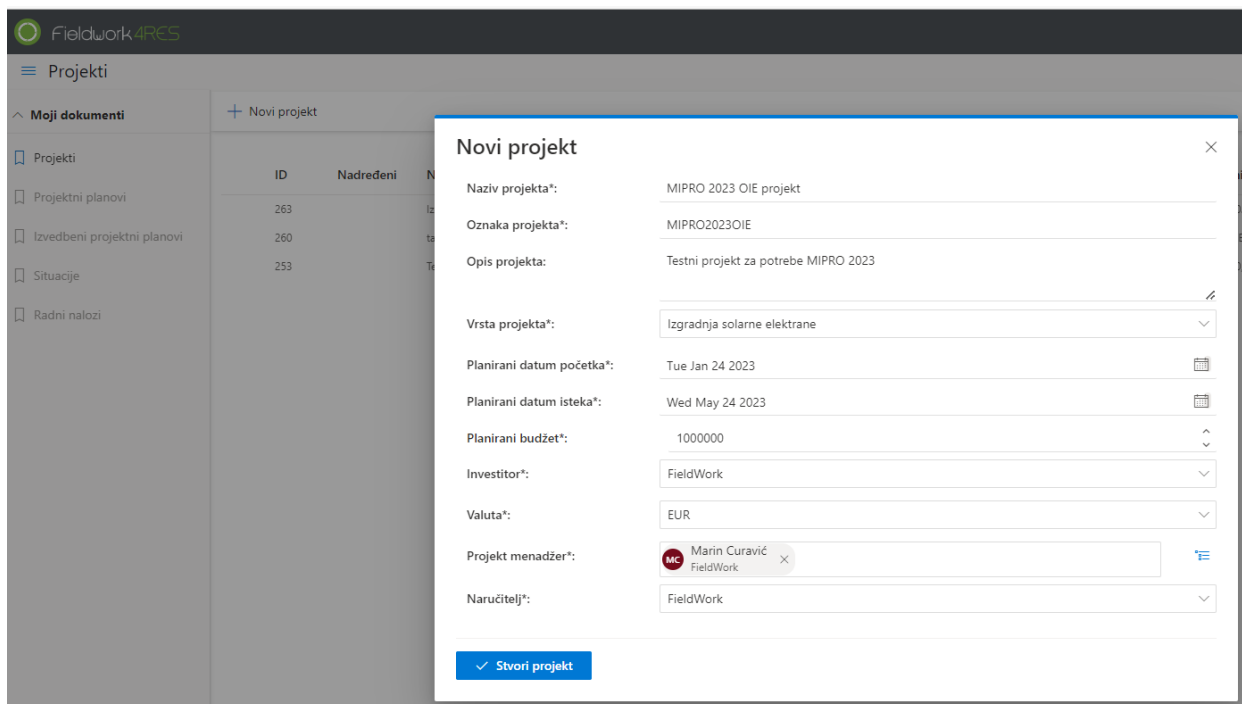 Fieldwork4RES
Projekti
Moji dokumenti
Projekti
Projektni planovi
Izvedbeni projektni planovi
Situacije
Radni nalozi
Novi projekt
ID Nadređeni
263
260
253
Novi projekt
Naziv projekta*: MIPRO 2023 OIE projekt
Oznaka projekta*: MIPRO2023OIE
Opis projekta: Testni projekt za potrebe MIPRO 2023
Vrsta projekta*: Izgradnja solarne elektrane
Planirani datum početka*: Tue Jan 24 2023
Planirani datum isteka*: Wed May 24 2023
Planirani budžet*: 1000000
Investitor*: FieldWork
Valuta*: EUR
Projekt menadžer*: MC Marin Curavić
FieldWork
Naručitelj*: FieldWork
Stvori projekt